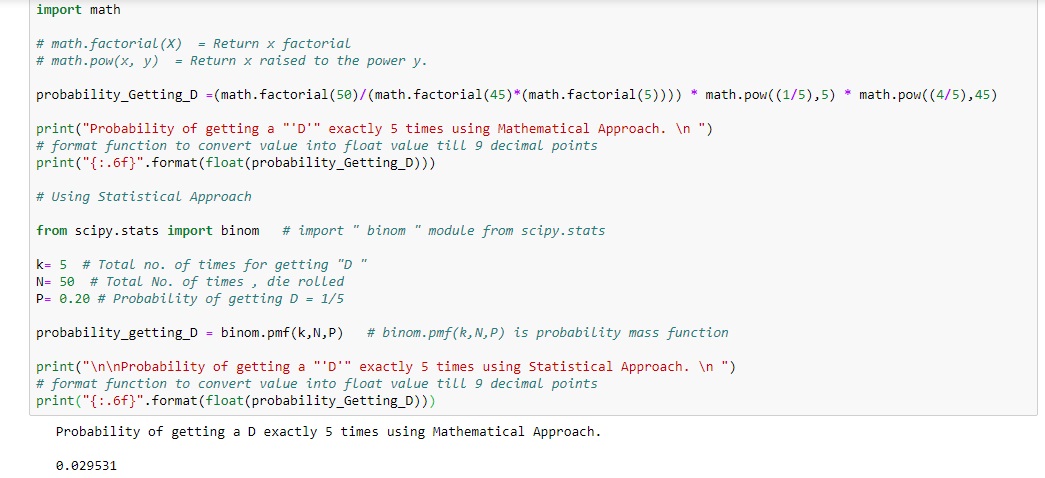 import math
# math.factorial(X)  = Return x factorial
# math.pow(x, y)  = Return x raised to the power y.
probability_Getting_D =(math.factorial(50)/(math.factorial(45)*(math.factorial(5)))) * math.pow((1/5),5) * math.pow((4/5),45)
print("Probability of getting a "'D'" exactly 5 times using Mathematical Approach. \n ")
# format function to convert value into float value till 9 decimal points
print("{:.6f}".format(float(probability_Getting_D)))
# Using Statistical Approach
from scipy.stats import binom   # import " binom " module from scipy.stats
k= 5  # Total no. of times for getting "D "
N= 50  # Total No. of times , die rolled
P= 0.20 # Probability of getting D = 1/5
probability_getting_D = binom.pmf(k,N,P)   # binom.pmf(k,N,P) is probability mass function
print("\n\nProbability of getting a "'D'" exactly 5 times using Statistical Approach. \n ")
# format function to convert value into float value till 9 decimal points
print("{:.6f}".format(float(probability_Getting_D)))
Probability of getting a D exactly 5 times using Mathematical Approach.
0.029531